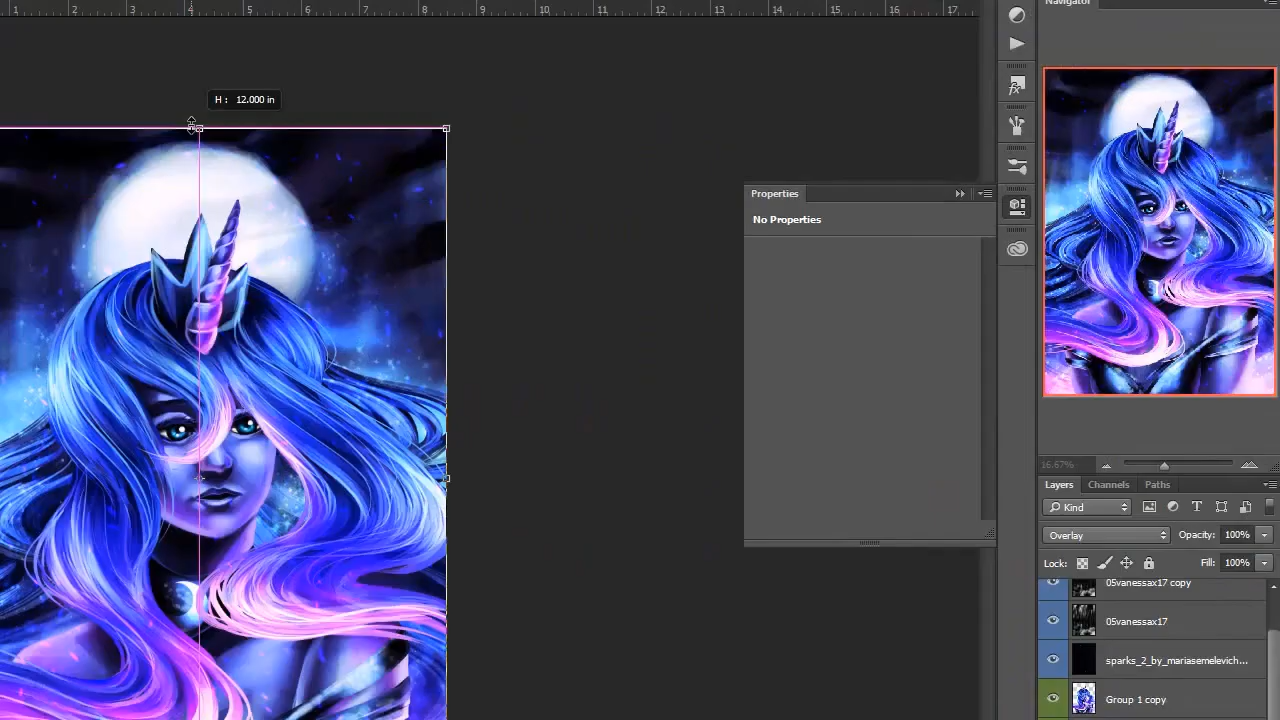 1 2 3 4 5 6 7 8 9 10 11 12 13 14 15 16 17
Navigator
H : 12.000 in
Properties
No Properties
16.67%
Layers Channels Paths
Kind
Overlay Opacity: 100%
Lock: Fill: 100%
05vanessax17 copy
05vanessax17
sparks_2_by_mariasemelevich...
Group 1 copy